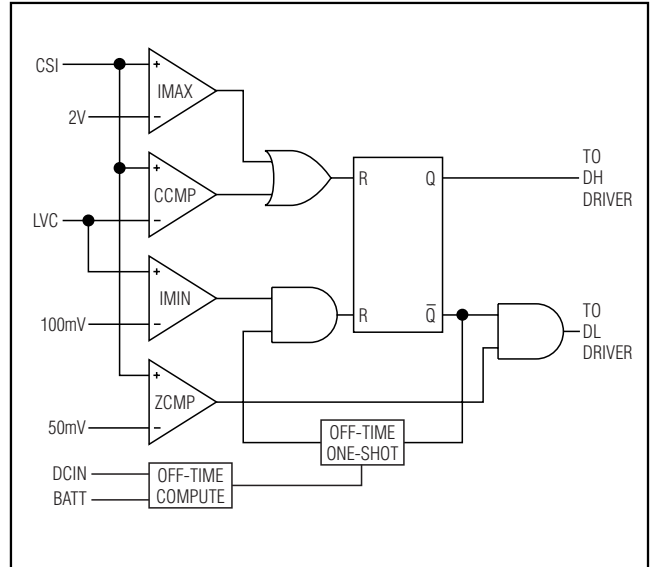 CSI
+
IMAX
2V
−
TO
DH
DRIVER
+
CCMP
R
Q
LVC
−
+
IMIN
R
Q̅
TO
DL
DRIVER
100mV
−
+
ZCMP
50mV
−
OFF-TIME
ONE-SHOT
DCIN
BATT
OFF-TIME
COMPUTE